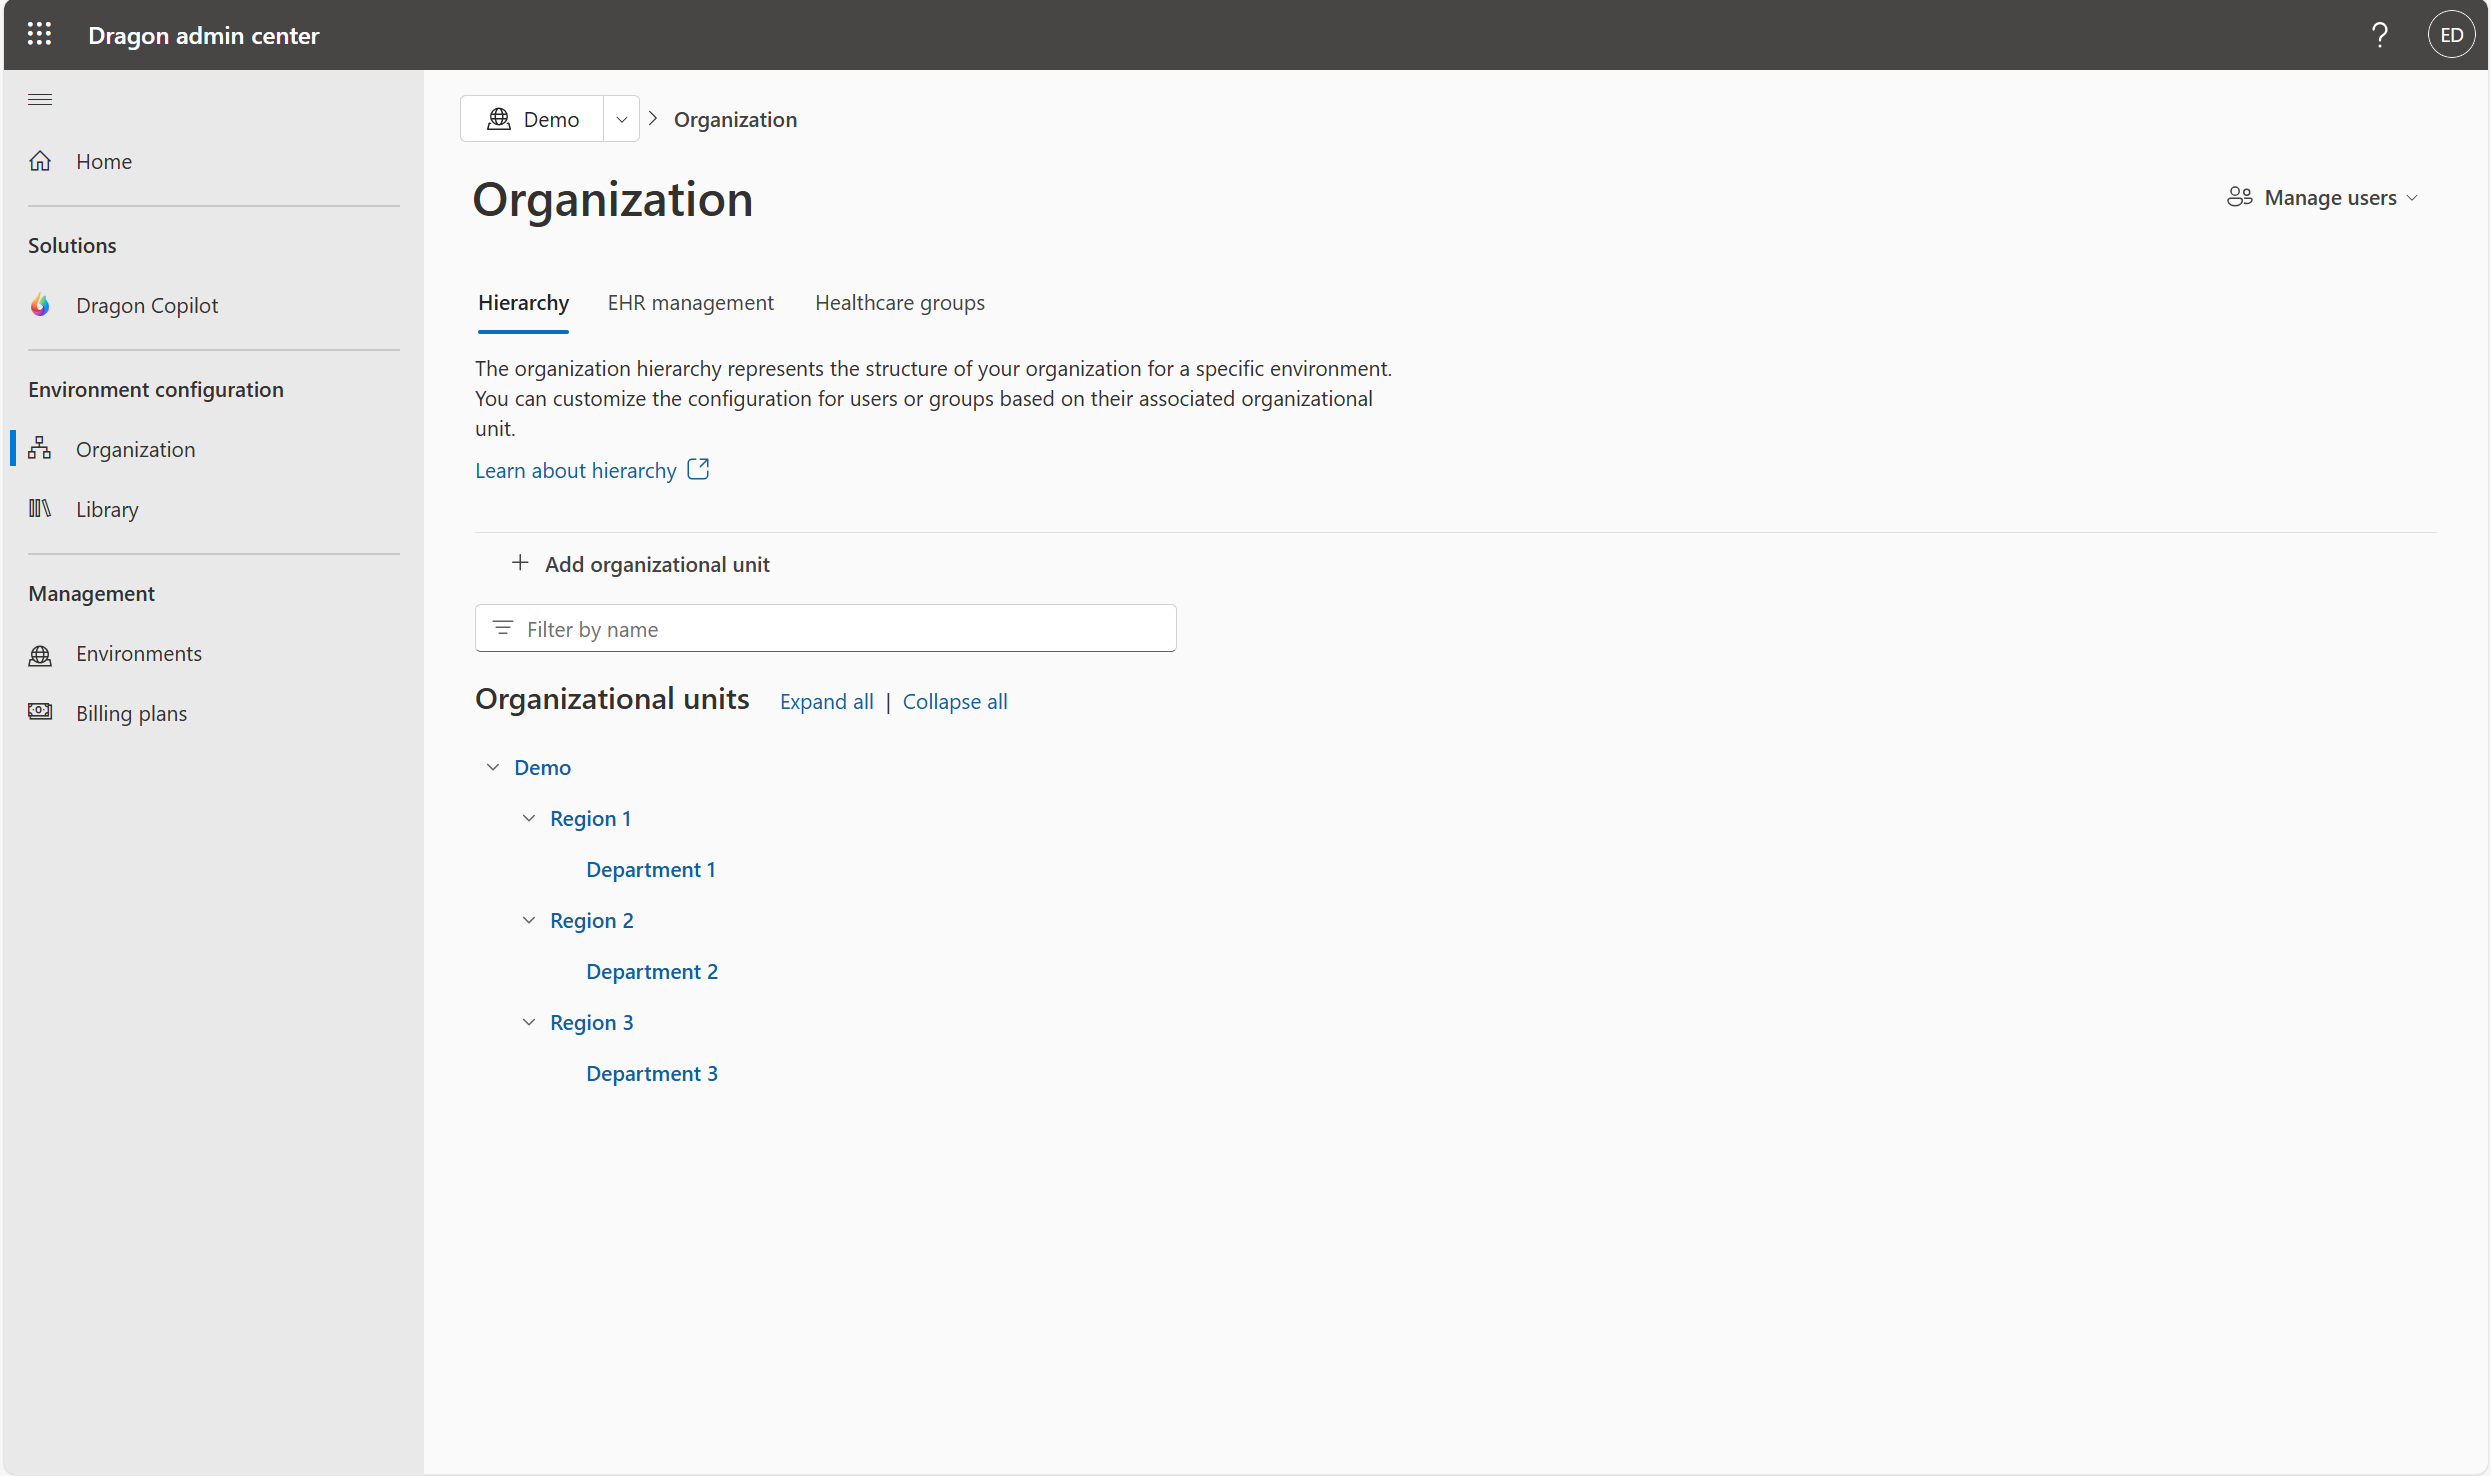 Dragon admin center
?
ED
Home
Solutions
Dragon Copilot
Environment configuration
Organization
Library
Management
Environments
Billing plans
Demo
Organization
Organization
Manage users
Hierarchy
EHR management
Healthcare groups
The organization hierarchy represents the structure of your organization for a specific environment.
You can customize the configuration for users or groups based on their associated organizational
unit.
Learn about hierarchy
Add organizational unit
Filter by name
Organizational units
Expand all | Collapse all
Demo
Region 1
Department 1
Region 2
Department 2
Region 3
Department 3